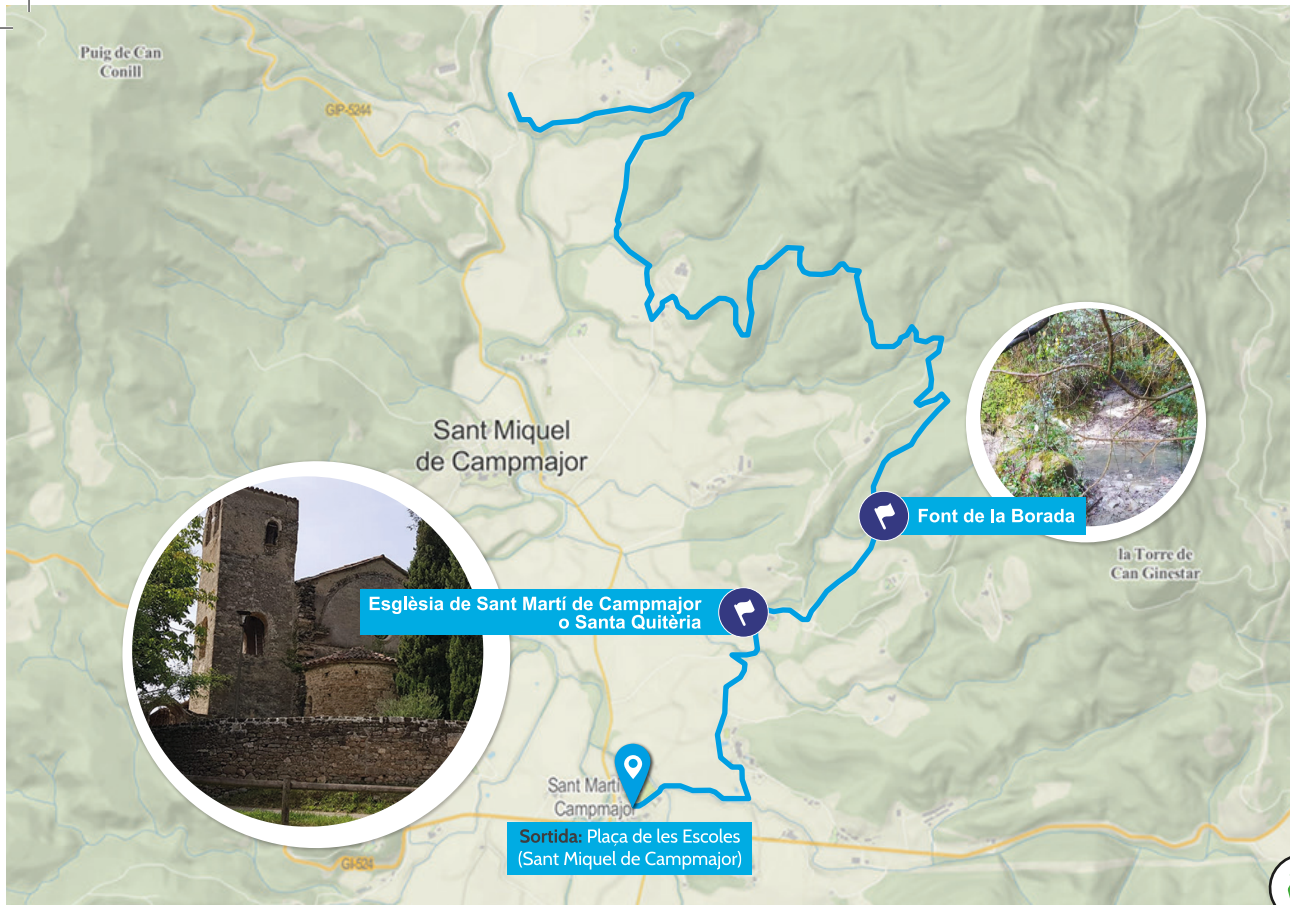 Puig de Can
Conill
GIP-5244
Sant Miquel
de Campmajor
Font de la Borada
la Torre de
Can Ginestar
Esglèsia de Sant Martí de Campmajor
o Santa Quitèria
Sant Martí
Campmajor
Sortida: Plaça de les Escoles
(Sant Miquel de Campmajor)
GI-524